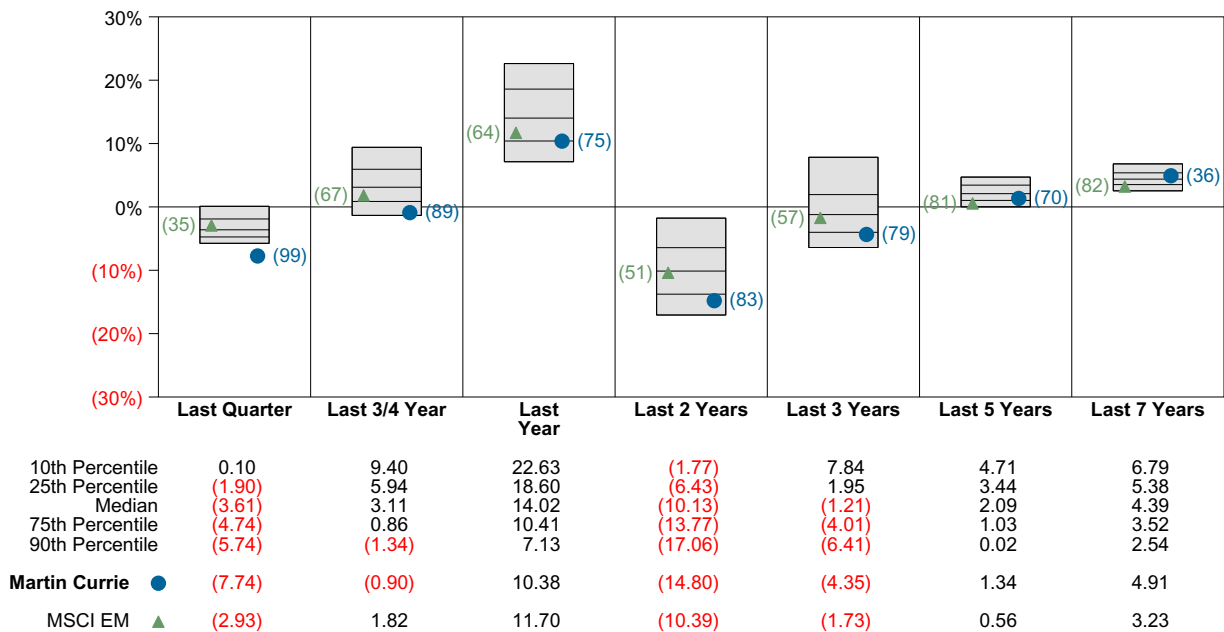 30%
20%
10%
0%
(10%)
(20%)
(30%)
(35) (99)
(67) (89)
(64) (75)
(51) (83)
(57) (79)
(81) (70)
(82) (36)
Last Quarter Last 3/4 Year Last Year Last 2 Years Last 3 Years Last 5 Years Last 7 Years
10th Percentile 0.10 9.40 22.63 (1.77) 7.84 4.71 6.79
25th Percentile (1.90) 5.94 18.60 (6.43) 1.95 3.44 5.38
Median (3.61) 3.11 14.02 (10.13) (1.21) 2.09 4.39
75th Percentile (4.74) 0.86 10.41 (13.77) (4.01) 1.03 3.52
90th Percentile (5.74) (1.34) 7.13 (17.06) (6.41) 0.02 2.54
Martin Currie (7.74) (0.90) 10.38 (14.80) (4.35) 1.34 4.91
MSCI EM (2.93) 1.82 11.70 (10.39) (1.73) 0.56 3.23